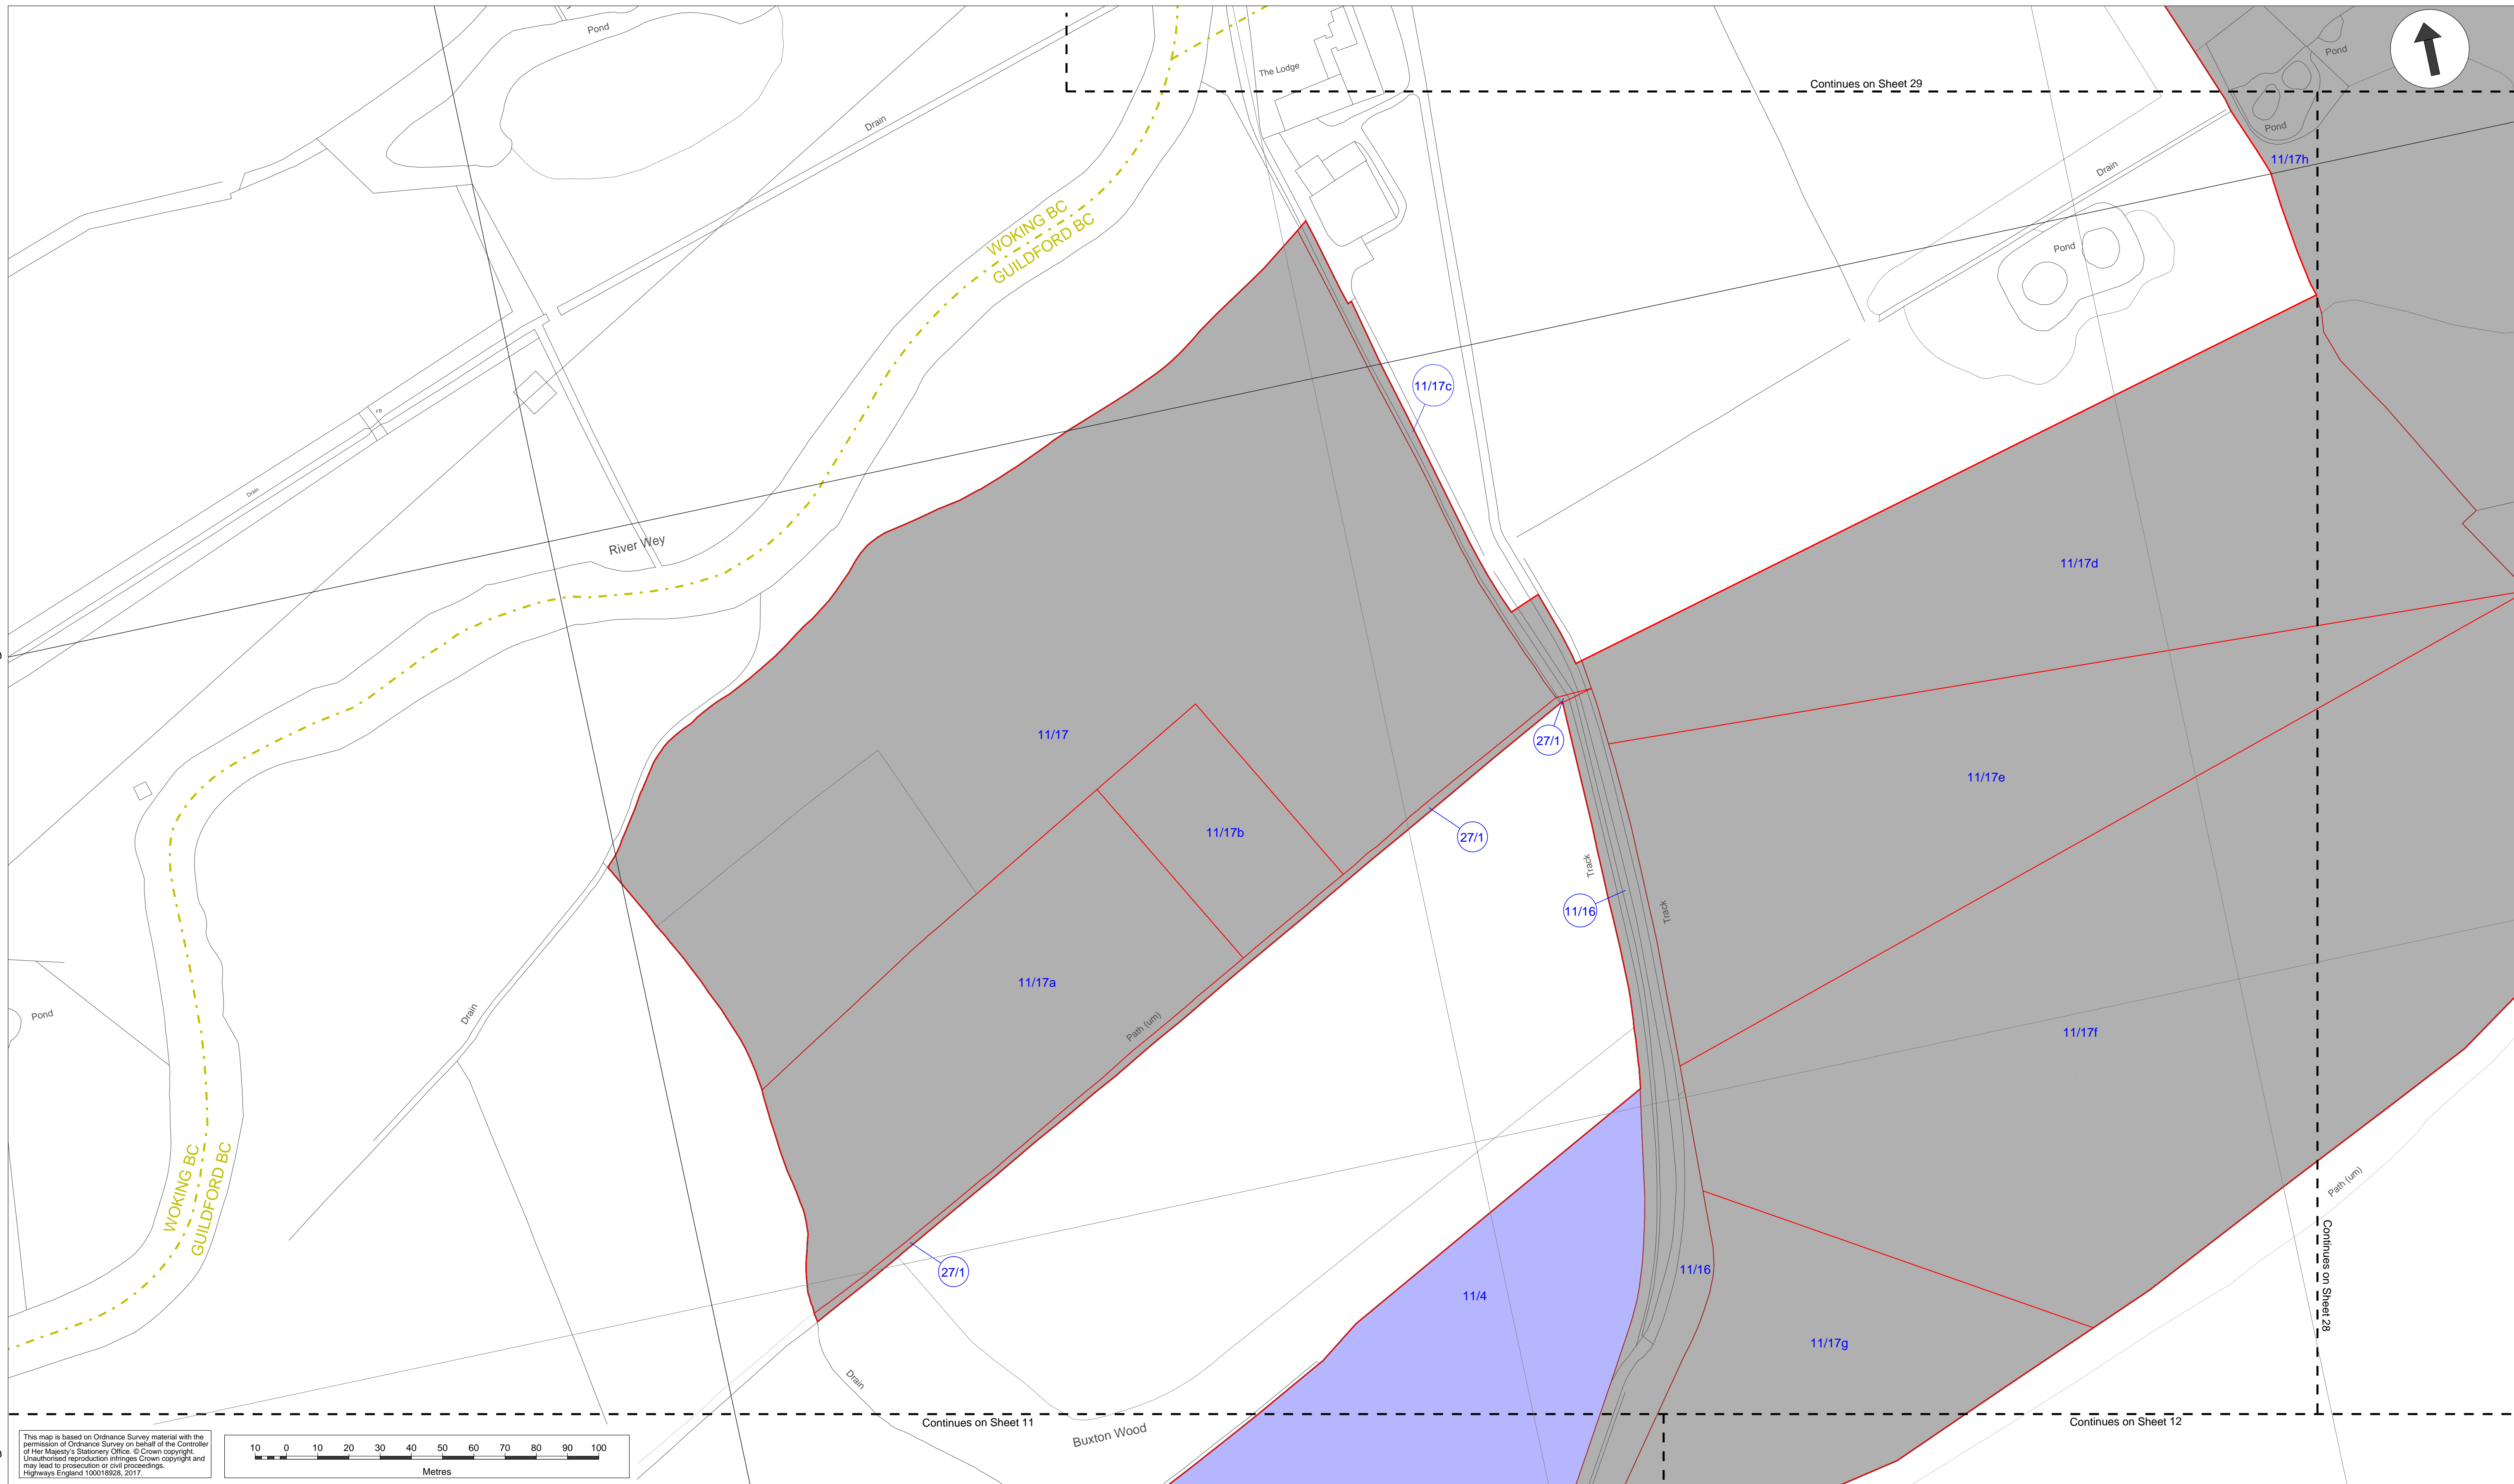 Pond
The Lodge
Continues on Sheet 29
Pond
Pond
Drain
11/17h
Drain
WOKING BC
GUILDFORD BC
Pond
11/17c
FB
Drain
River Wey
11/17d
11/17
27/1
11/17e
11/17b
27/1
Track
11/16
Track
11/17a
Pond
Drain
Path (um)
11/17f
WOKING BC
GUILDFORD BC
Path (um)
27/1
11/16
11/4
Continues on Sheet 28
11/17g
Drain
Continues on Sheet 11
Continues on Sheet 12
Buxton Wood
This map is based on Ordnance Survey material with the
permission of Ordnance Survey on behalf of the Controller
of Her Majesty's Stationery Office. © Crown copyright.
Unauthorised reproduction infringes Crown copyright and
may lead to prosecution or civil proceedings.
Highways England 100018928, 2017.
10 0 10 20 30 40 50 60 70 80 90 100
Metres